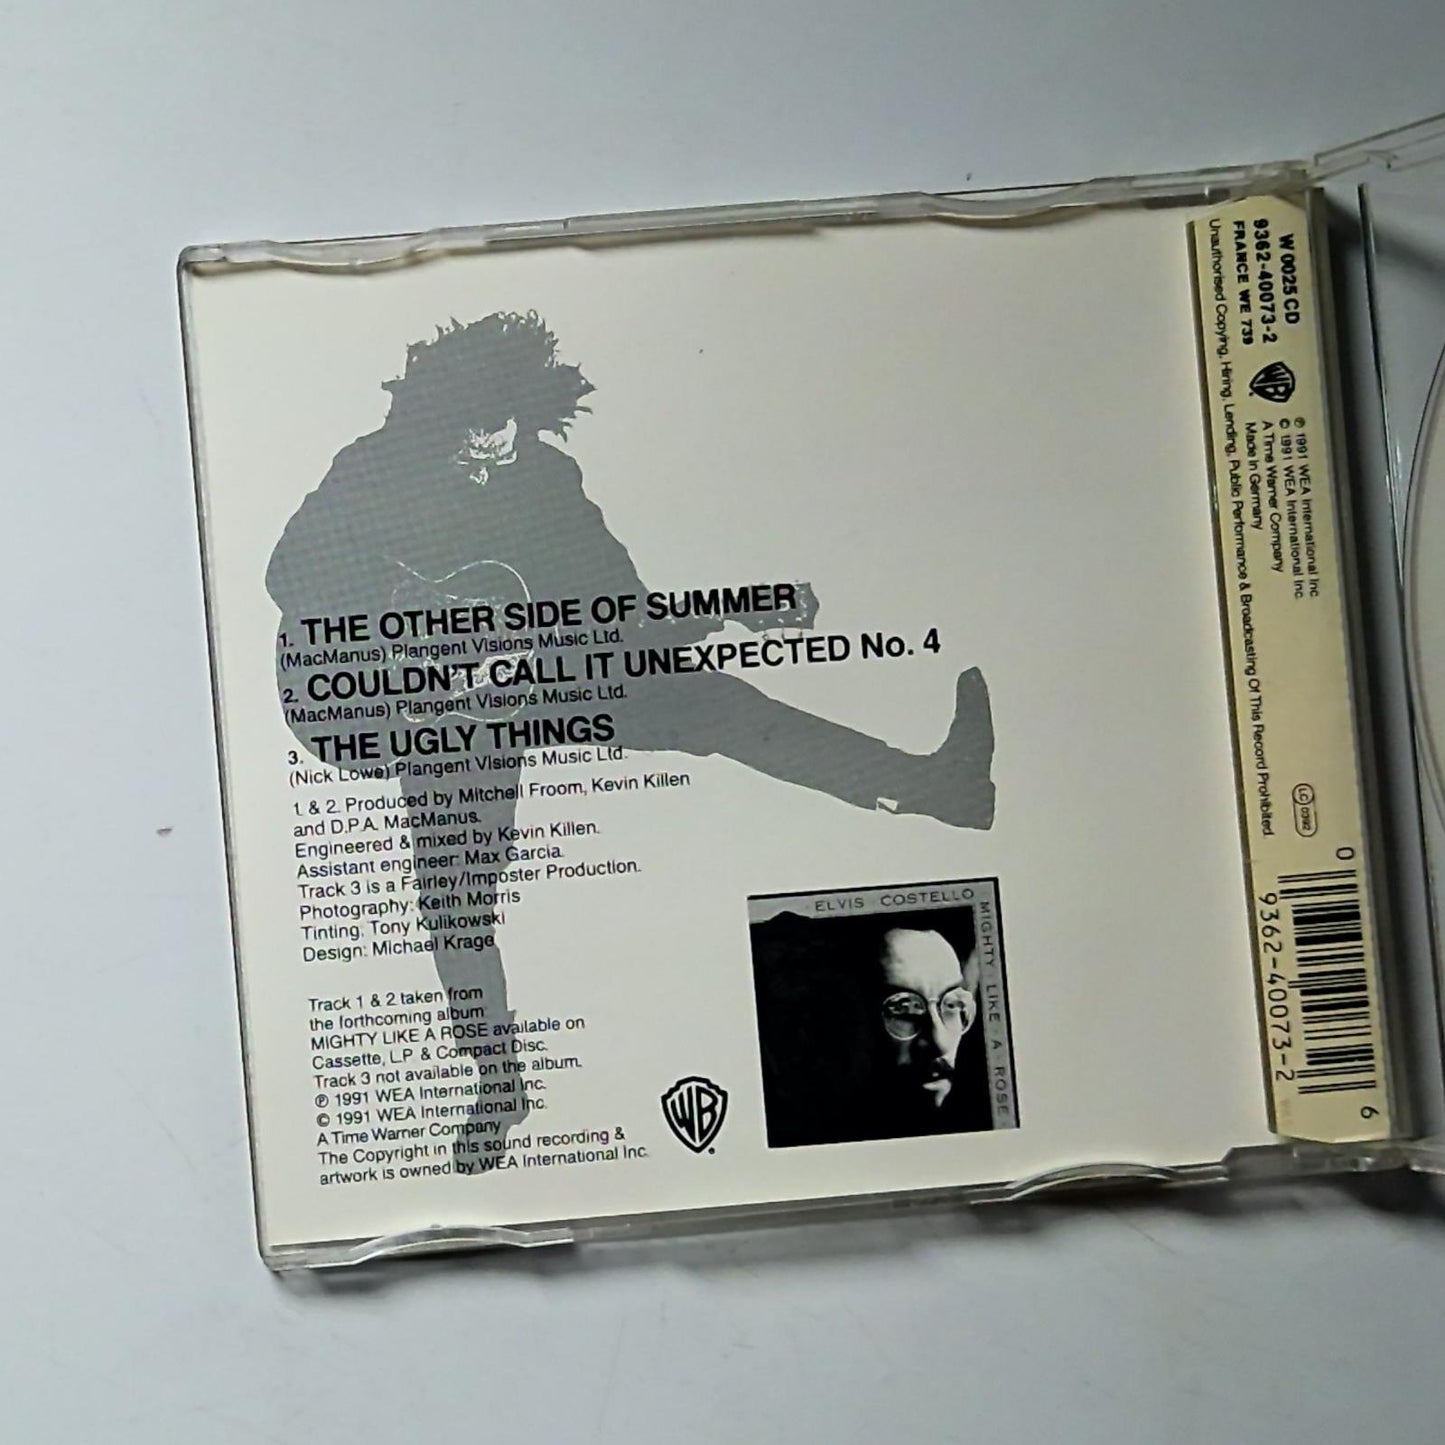 1. THE OTHER SIDE OF SUMMER
(MacManus) Plangent Visions Music Ltd.
2. COULDN'T CALL IT UNEXPECTED No. 4
(MacManus) Plangent Visions Music Ltd.
3. THE UGLY THINGS
(Nick Lowe) Plangent Visions Music Ltd.
1 & 2 Produced by Mitchell Froom, Kevin Killen
and D.P.A. MacManus.
Engineered & mixed by Kevin Killen.
Assistant engineer: Max Garcia.
Track 3 is a Fairley/Imposter Production.
Photography: Keith Morris
Tinting: Tony Kulikowski
Design: Michael Krage
Track 1 & 2 taken from
the forthcoming album
MIGHTY LIKE A ROSE available on
Cassette, LP & Compact Disc.
Track 3 not available on the album.
℗ 1991 WEA International Inc.
© 1991 WEA International Inc.
A Time Warner Company
The Copyright in this sound recording &
artwork is owned by WEA International Inc.
WB
ELVIS · COSTELLO
MIGHTY · LIKE · A · ROSE
W 0025 CD
9362-40073-2
FRANCE WE 739
WB
℗ 1991 WEA International Inc
© 1991 WEA International Inc.
A Time Warner Company
Made In Germany
Unauthorised Copying, Hiring, Lending, Public Performance & Broadcasting Of This Record Prohibited.
LC 0392
0 9362-40073-2 6